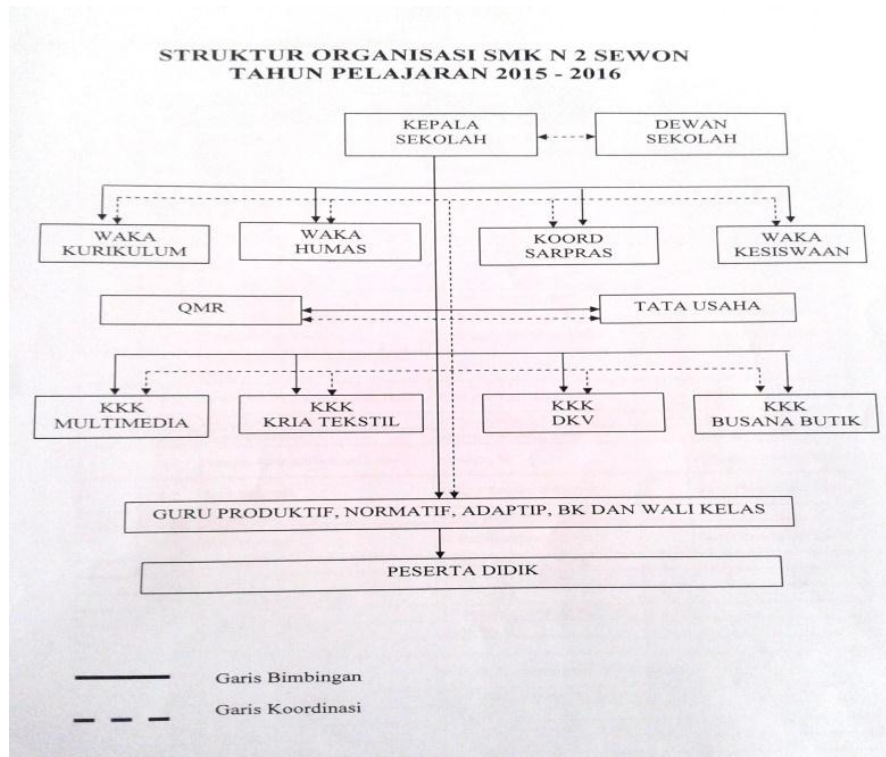 STRUKTUR ORGANISASI SMK N 2 SEWON
TAHUN PELAJARAN 2015 - 2016
KEPALA
SEKOLAH
DEWAN
SEKOLAH
WAKA
KURIKULUM
WAKA
HUMAS
KOORD
SARPRAS
WAKA
KESISWAAN
QMR
TATA USAHA
KKK
MULTIMEDIA
KKK
KRIA TEKSTIL
KKK
DKV
KKK
BUSANA BUTIK
GURU PRODUKTIF, NORMATIF, ADAPTIP, BK DAN WALI KELAS
PESERTA DIDIK
Garis Bimbingan
Garis Koordinasi